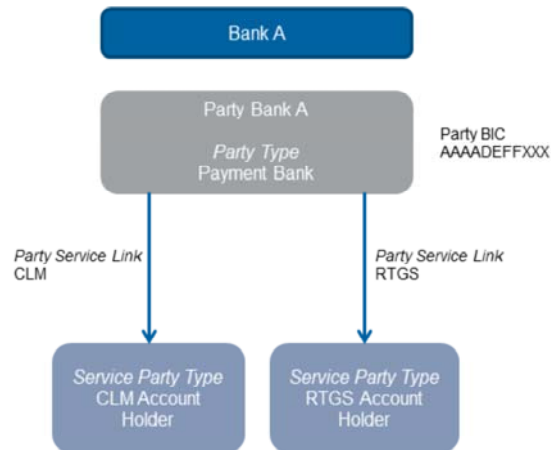 Bank A
Party Bank A
Party Type
Payment Bank
Party BIC
AAAADEFFXXX
Party Service Link
CLM
Party Service Link
RTGS
Service Party Type
CLM Account
Holder
Service Party Type
RTGS Account
Holder